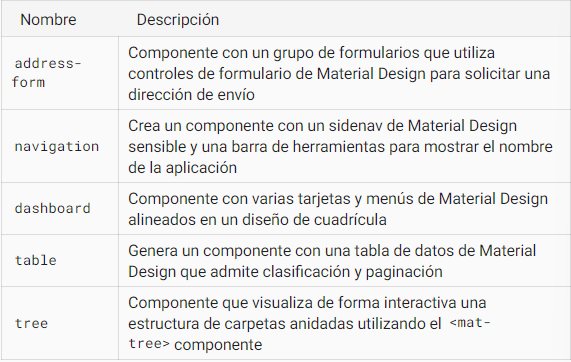 Nombre Descripción
Componente con un grupo de formularios que utiliza
address-
form
controles de formulario de Material Design para solicitar una
dirección de envío
Crea un componente con un sidenav de Material Design
navigation
sensible y una barra de herramientas para mostrar el nombre
de la aplicación
dashboard
Componente con varias tarjetas y menús de Material Design
alineados en un diseño de cuadrícula
table
Genera un componente con una tabla de datos de Material
Design que admite clasificación y paginación
tree
Componente que visualiza de forma interactiva una
estructura de carpetas anidadas utilizando el <mat-
tree> componente